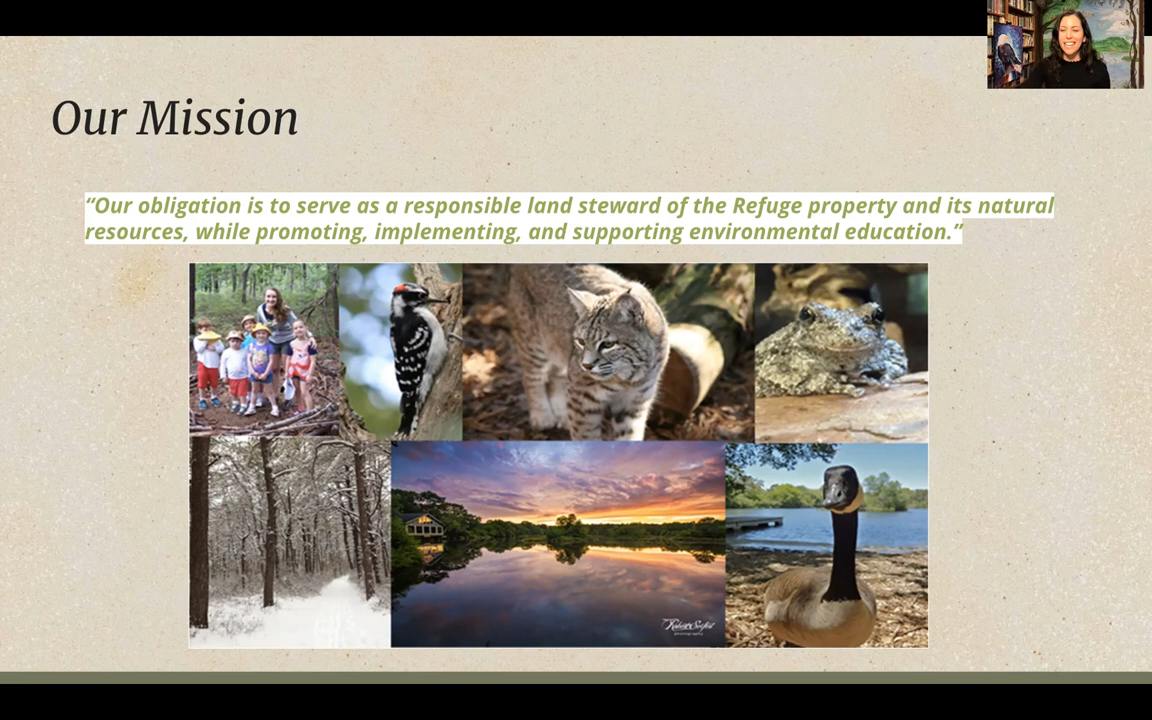 Our Mission
“Our obligation is to serve as a responsible land steward of the Refuge property and its natural
resources, while promoting, implementing, and supporting environmental education.”
photography